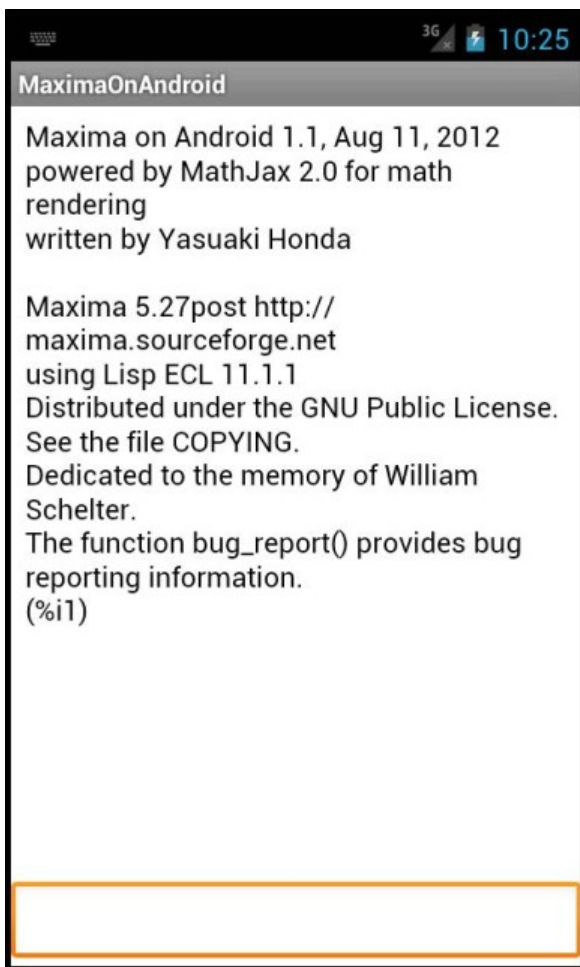 3G 10:25
MaximaOnAndroid
Maxima on Android 1.1, Aug 11, 2012
powered by MathJax 2.0 for math
rendering
written by Yasuaki Honda
Maxima 5.27post http://
maxima.sourceforge.net
using Lisp ECL 11.1.1
Distributed under the GNU Public License.
See the file COPYING.
Dedicated to the memory of William
Schelter.
The function bug_report() provides bug
reporting information.
(%i1)